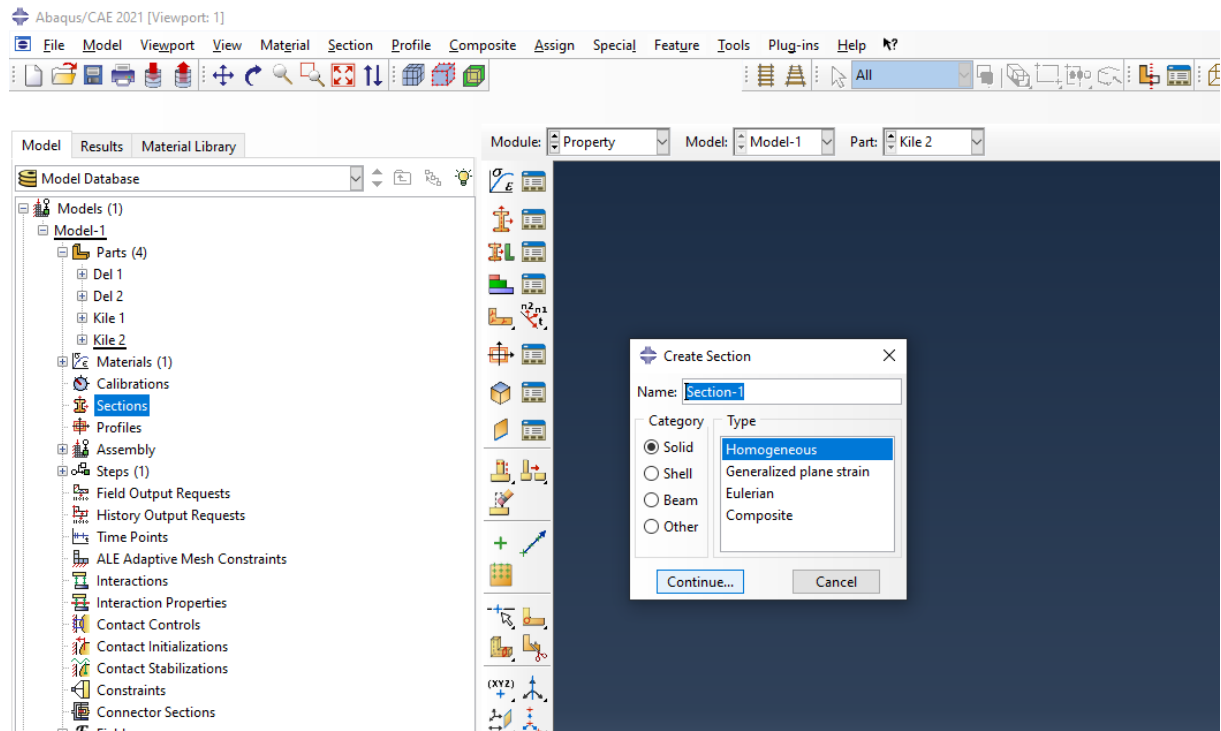 Abaqus/CAE 2021 [Viewport: 1]
File Model Viewport View Material Section Profile Composite Assign Special Feature Tools Plug-ins Help ?
All
Model Results Material Library
Module: Property Model: Model-1 Part: Kile 2
Model Database
Models (1)
Model-1
Parts (4)
Del 1
Del 2
Kile 1
Kile 2
Materials (1)
Calibrations
Sections
Profiles
Assembly
Steps (1)
Field Output Requests
History Output Requests
Time Points
ALE Adaptive Mesh Constraints
Interactions
Interaction Properties
Contact Controls
Contact Initializations
Contact Stabilizations
Constraints
Connector Sections
σ ε
n2 n1
t
(XYZ)
Create Section
Name: Section-1
Category Type
Solid
Shell
Beam
Other
Homogeneous
Generalized plane strain
Eulerian
Composite
Continue... Cancel